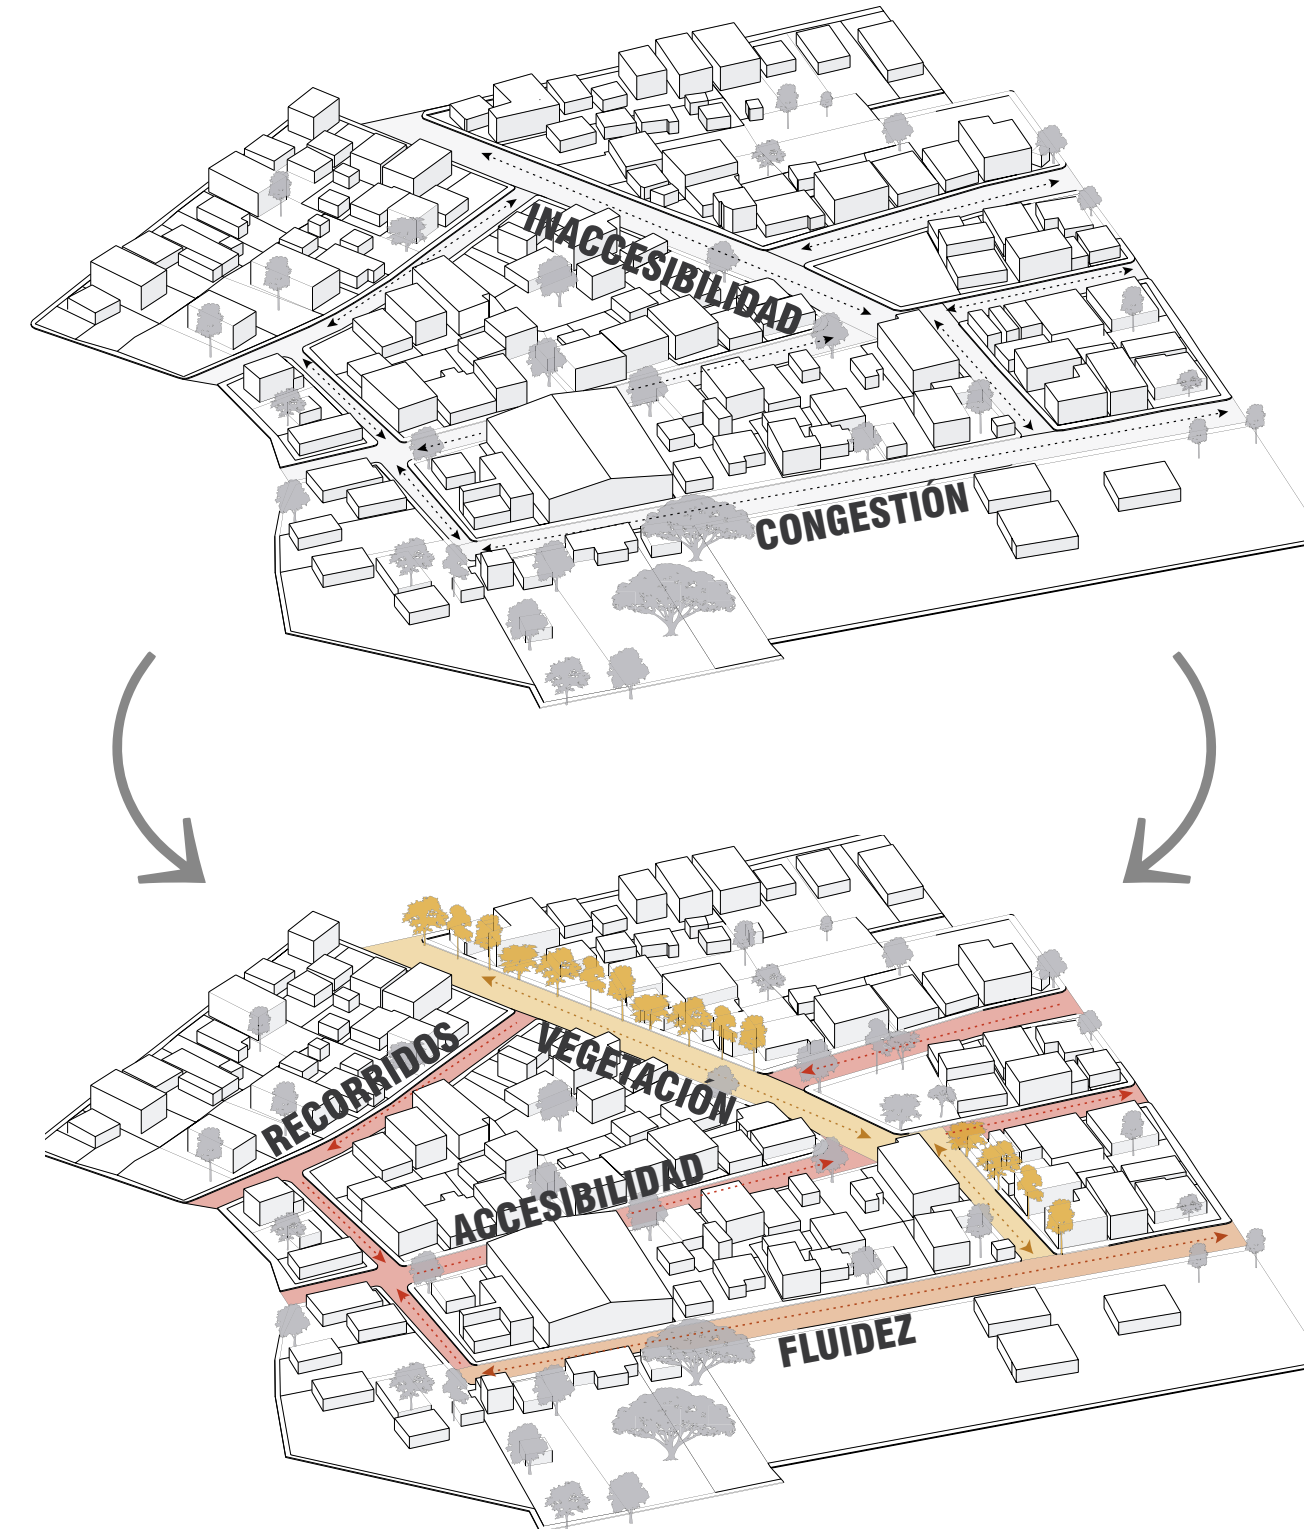 INACCESIBILIDAD
CONGESTIÓN
RECORRIDOS
VEGETACIÓN
ACCESIBILIDAD
FLUIDEZ